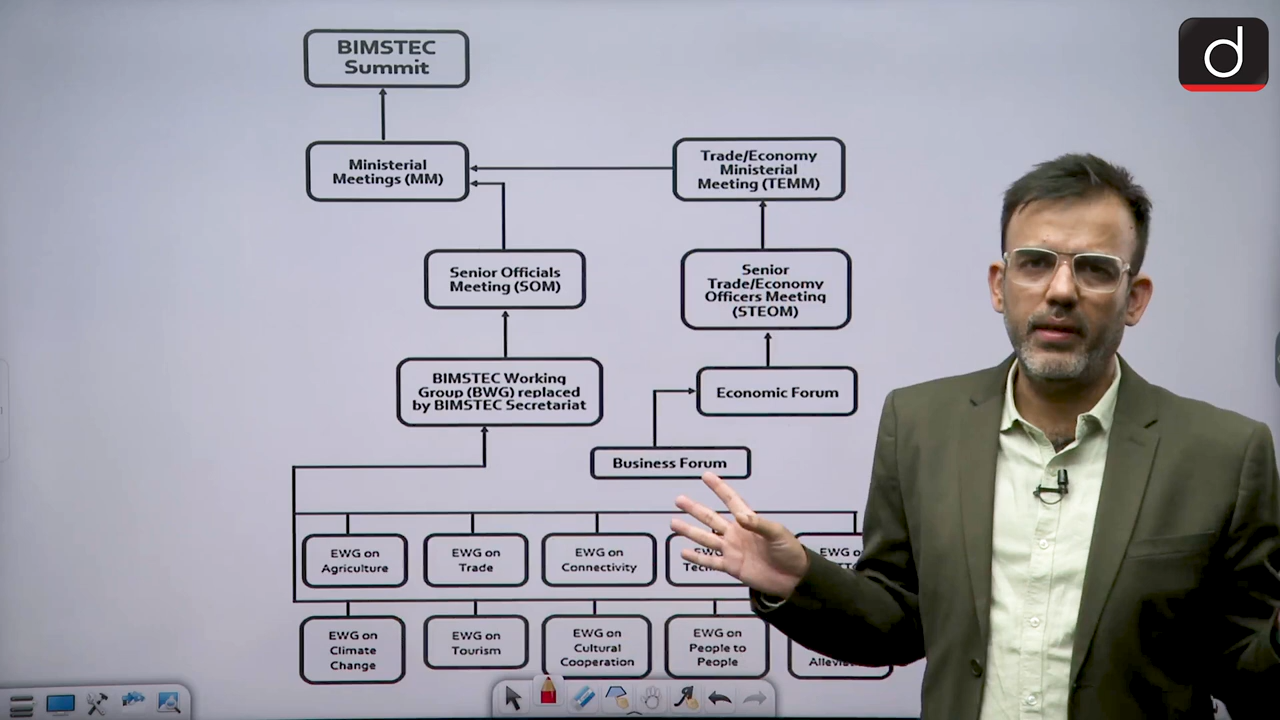 BIMSTEC
Summit
d
Ministerial
Meetings (MM)
Trade/Economy
Ministerial
Meeting (TEMM)
Senior Officials
Meeting (SOM)
Senior
Trade/Economy
Officers Meeting
(STEOM)
BIMSTEC Working
Group (BWG) replaced
by BIMSTEC Secretariat
Economic Forum
Business Forum
EWG on
Agriculture
EWG on
Trade
EWG on
Connectivity
EWG on
Climate
Change
EWG on
Tourism
EWG on
Cultural
Cooperation
EWG on
People to
People